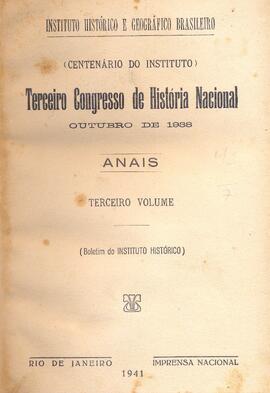 INSTITUTO HISTÓRICO E GEOGRÁFICO BRASILEIRO
(CENTENÁRIO DO INSTITUTO)
Terceiro Congresso de História Nacional
OUTUBRO DE 1938
ANAIS
TERCEIRO VOLUME
(Boletim do INSTITUTO HISTÓRICO)
RIO DE JANEIRO IMPRENSA NACIONAL
1941